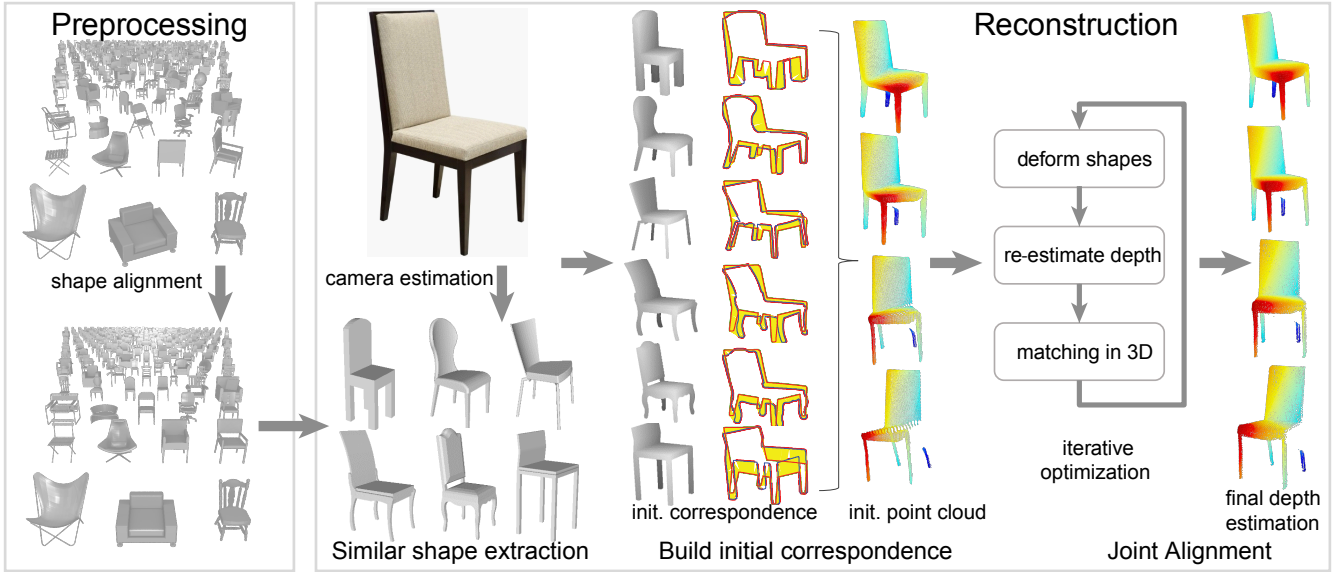 Preprocessing
shape alignment
Reconstruction
camera estimation
Similar shape extraction
init. correspondence
Build initial correspondence
init. point cloud
deform shapes
re-estimate depth
matching in 3D
iterative
optimization
Joint Alignment
final depth
estimation